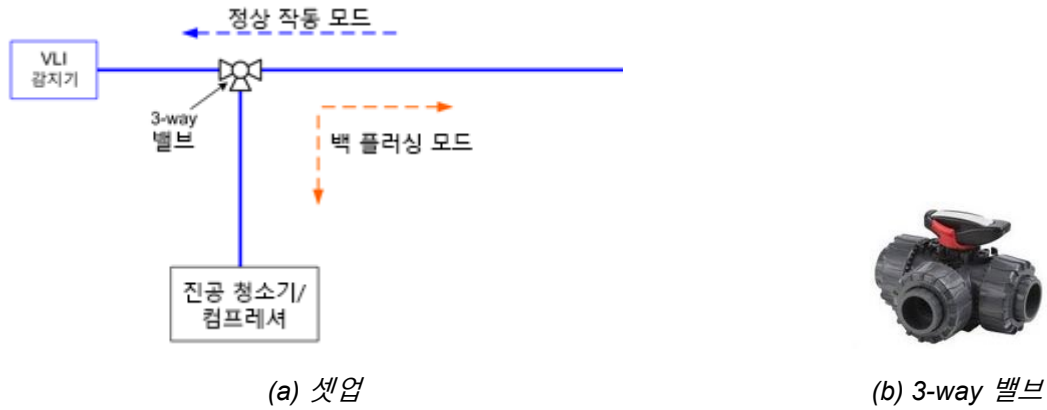 정상 작동 모드
VLI
감지기
3-way
밸브
백 플러싱 모드
진공 청소기/
컴프레셔
(a) 셋업
(b) 3-way 밸브